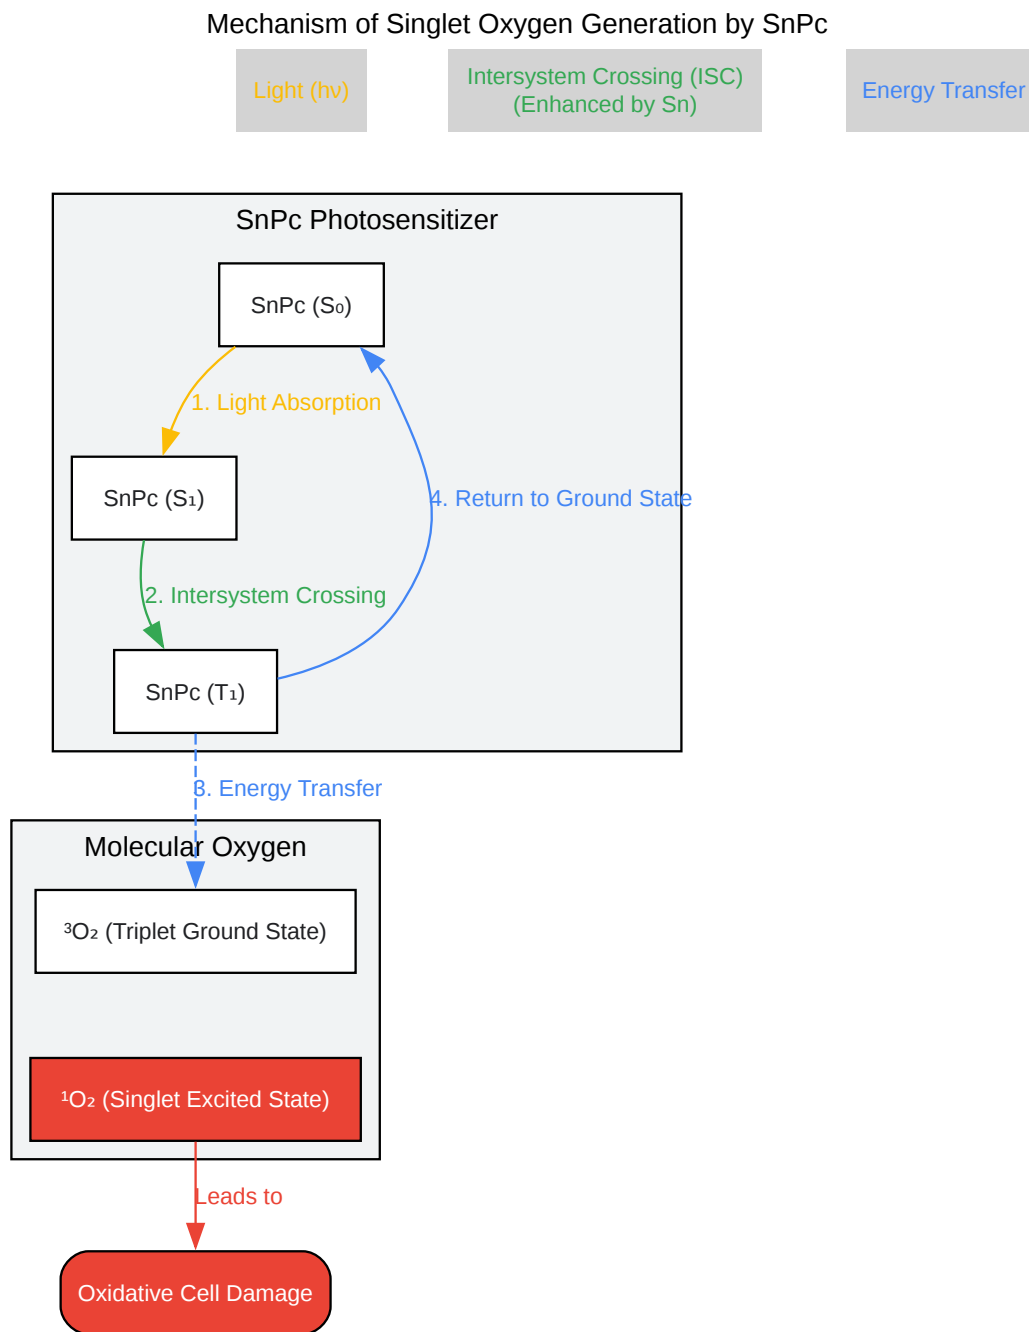 Mechanism of Singlet Oxygen Generation by SnPc
Light (hν)
Intersystem Crossing (ISC)
(Enhanced by Sn)
Energy Transfer
SnPc Photosensitizer
SnPc (S₀)
1. Light Absorption
SnPc (S₁)
4. Return to Ground State
2. Intersystem Crossing
SnPc (T₁)
3. Energy Transfer
Molecular Oxygen
³O₂ (Triplet Ground State)
¹O₂ (Singlet Excited State)
Leads to
Oxidative Cell Damage